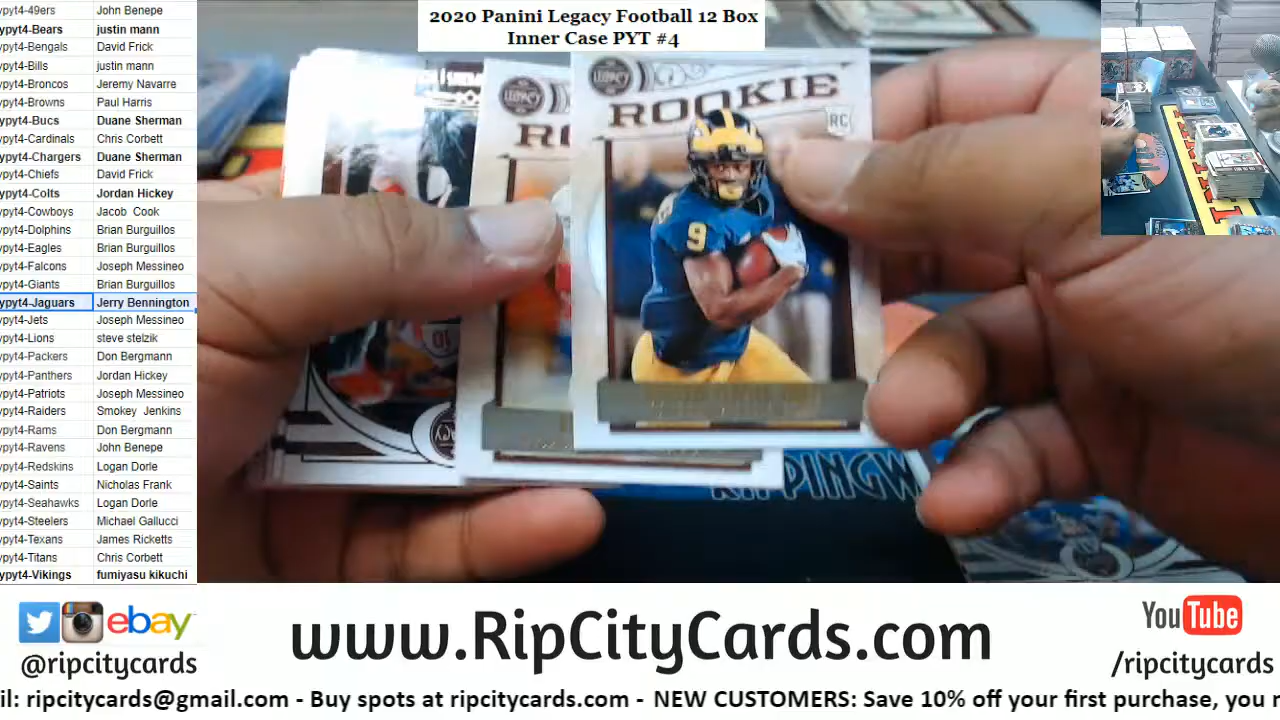 ypyt4-49ers John Benepe
ypyt4-Bears justin mann
ypyt4-Bengals David Frick
ypyt4-Bills justin mann
ypyt4-Broncos Jeremy Navarre
ypyt4-Browns Paul Harris
ypyt4-Bucs Duane Sherman
ypyt4-Cardinals Chris Corbett
ypyt4-Chargers Duane Sherman
ypyt4-Chiefs David Frick
ypyt4-Colts Jordan Hickey
ypyt4-Cowboys Jacob Cook
ypyt4-Dolphins Brian Burguillos
ypyt4-Eagles Brian Burguillos
ypyt4-Falcons Joseph Messineo
ypyt4-Giants Brian Burguillos
ypyt4-Jaguars Jerry Bennington
ypyt4-Jets Joseph Messineo
ypyt4-Lions steve stelzik
ypyt4-Packers Don Bergmann
ypyt4-Panthers Jordan Hickey
ypyt4-Patriots Joseph Messineo
ypyt4-Raiders Smokey Jenkins
ypyt4-Rams Don Bergmann
ypyt4-Ravens John Benepe
ypyt4-Redskins Logan Dorle
ypyt4-Saints Nicholas Frank
ypyt4-Seahawks Logan Dorle
ypyt4-Steelers Michael Gallucci
ypyt4-Texans James Ricketts
ypyt4-Titans Chris Corbett
ypyt4-Vikings fumiyasu kikuchi
2020 Panini Legacy Football 12 Box
Inner Case PYT #4
LEGACY
RO
LEGACY
ROOKIE
RC
9
10
RIPPINGW
ebay
@ripcitycards
www.RipCityCards.com
YouTube
/ripcitycards
il: ripcitycards@gmail.com - Buy spots at ripcitycards.com - NEW CUSTOMERS: Save 10% off your first purchase, you